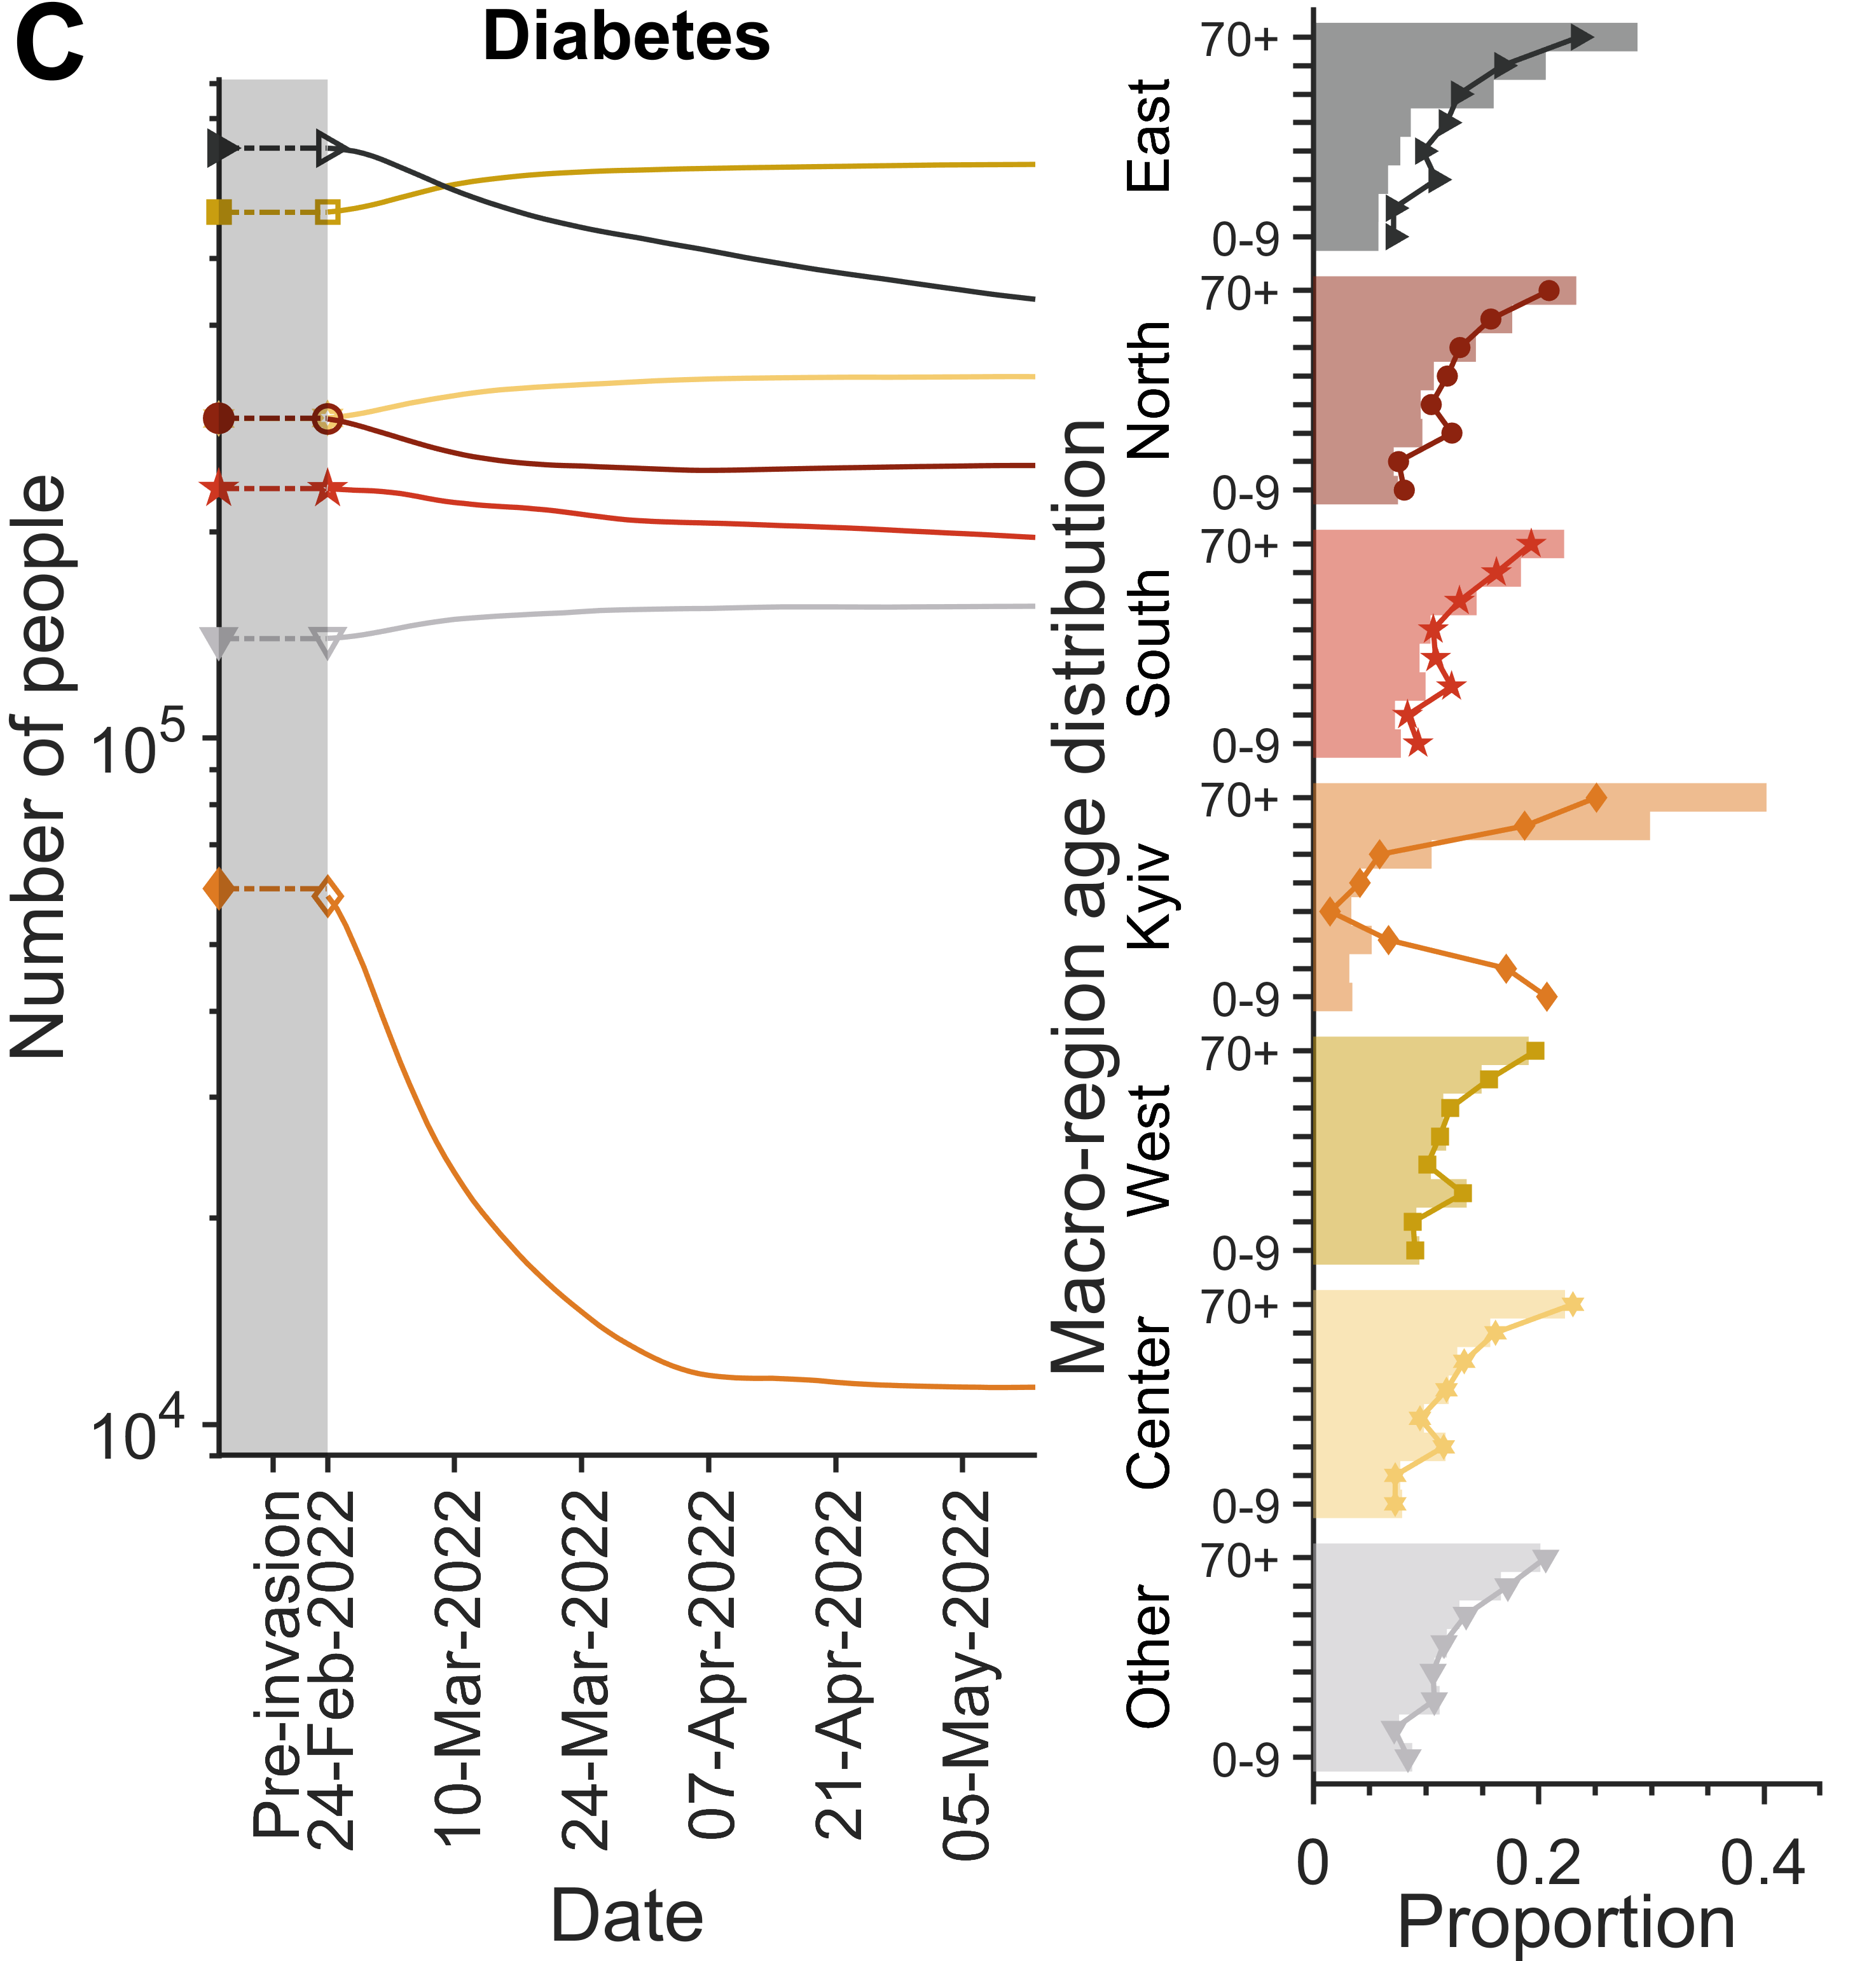 C
Diabetes
Number of people
10^5
10^4
Pre-invasion
24-Feb-2022
10-Mar-2022
24-Mar-2022
07-Apr-2022
21-Apr-2022
05-May-2022
Date
Macro-region age distribution
East
70+
0-9
North
70+
0-9
South
70+
0-9
Kyiv
70+
0-9
West
70+
0-9
Center
70+
0-9
Other
70+
0-9
0
0.2
0.4
Proportion